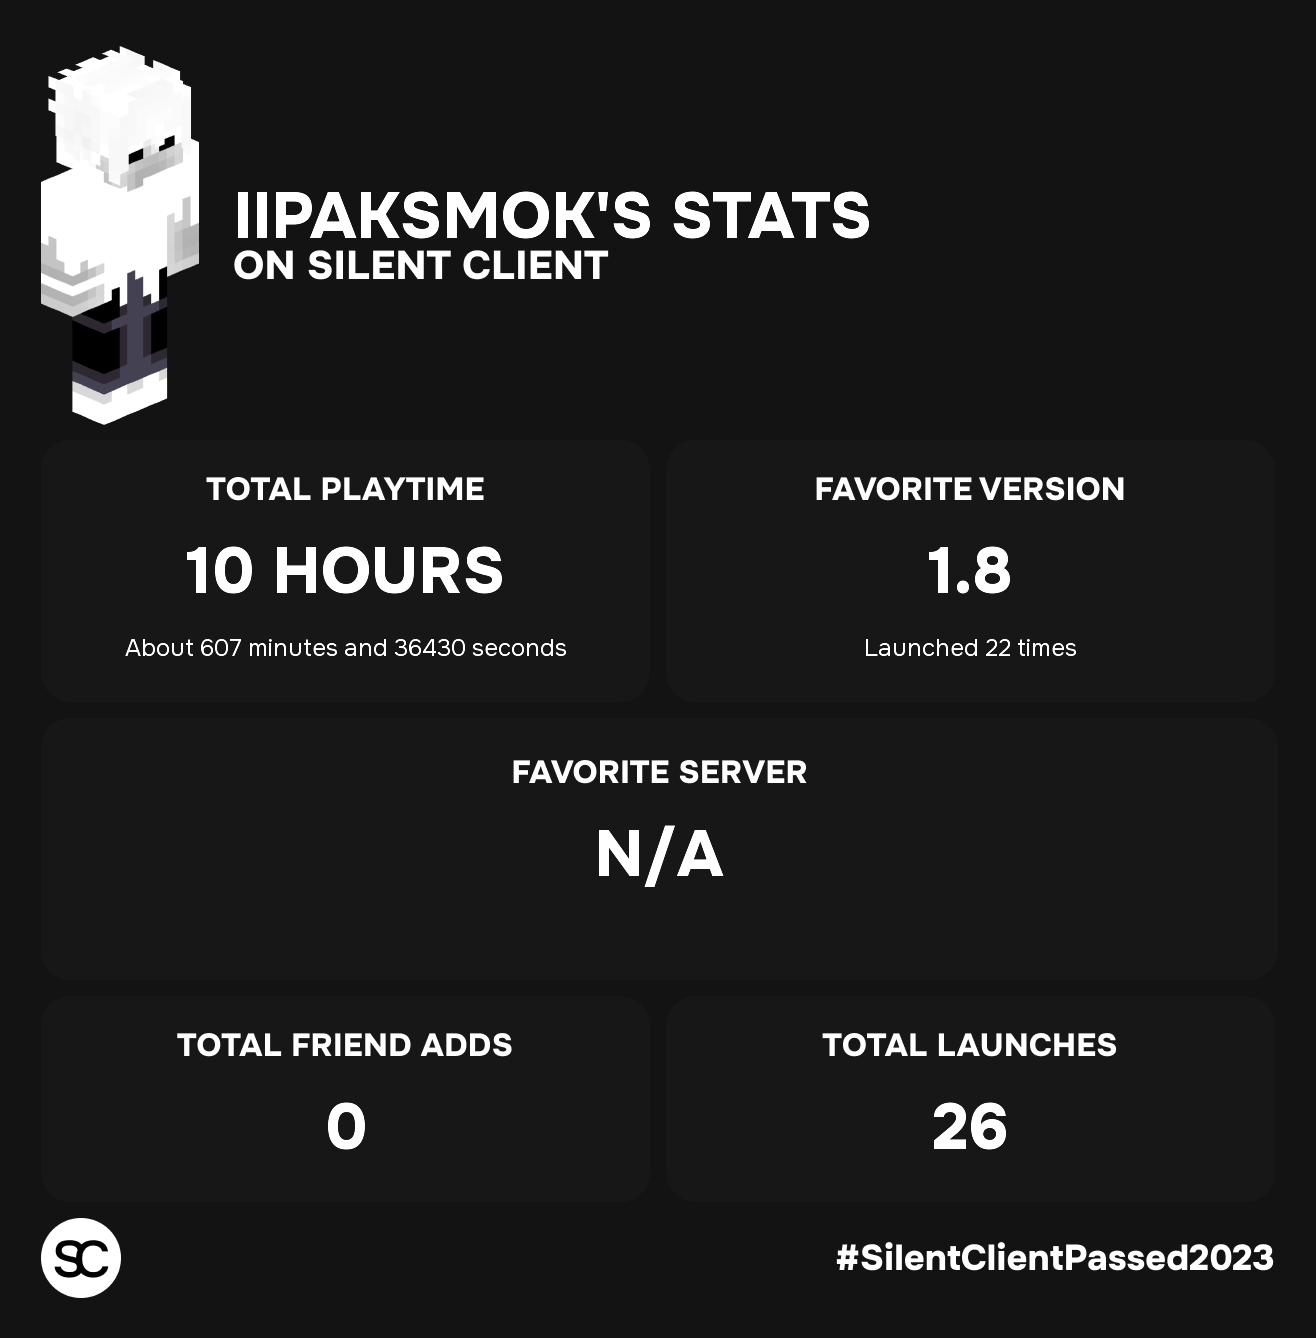 IIPAKSMOK'S STATS
ON SILENT CLIENT
TOTAL PLAYTIME
10 HOURS
About 607 minutes and 36430 seconds
FAVORITE VERSION
1.8
Launched 22 times
FAVORITE SERVER
N/A
TOTAL FRIEND ADDS
0
TOTAL LAUNCHES
26
SC
#SilentClientPassed2023